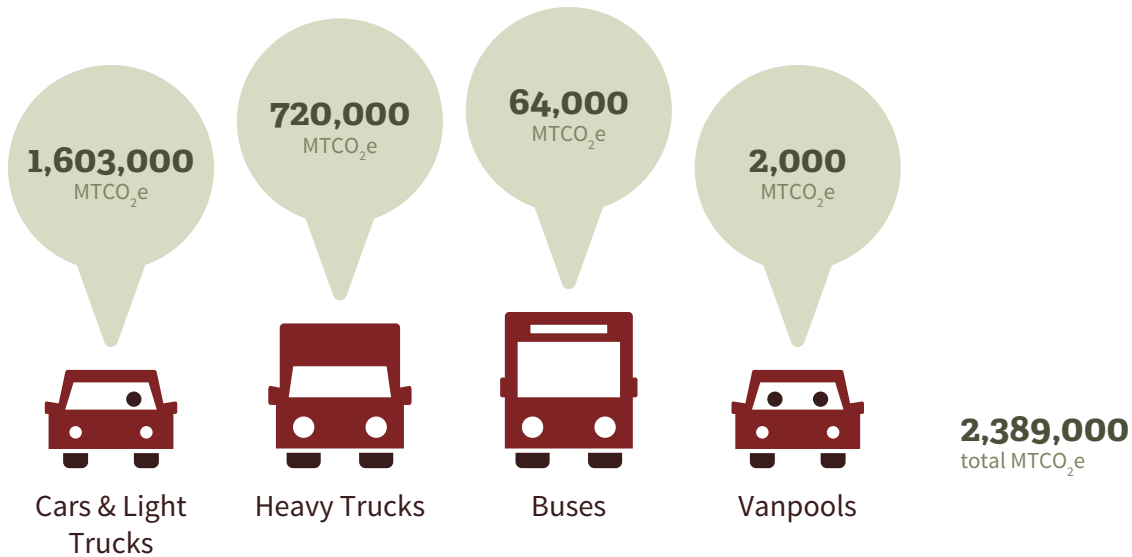 1,603,000
MTCO₂e
Cars & Light
Trucks
720,000
MTCO₂e
Heavy Trucks
64,000
MTCO₂e
Buses
2,000
MTCO₂e
Vanpools
2,389,000
total MTCO₂e